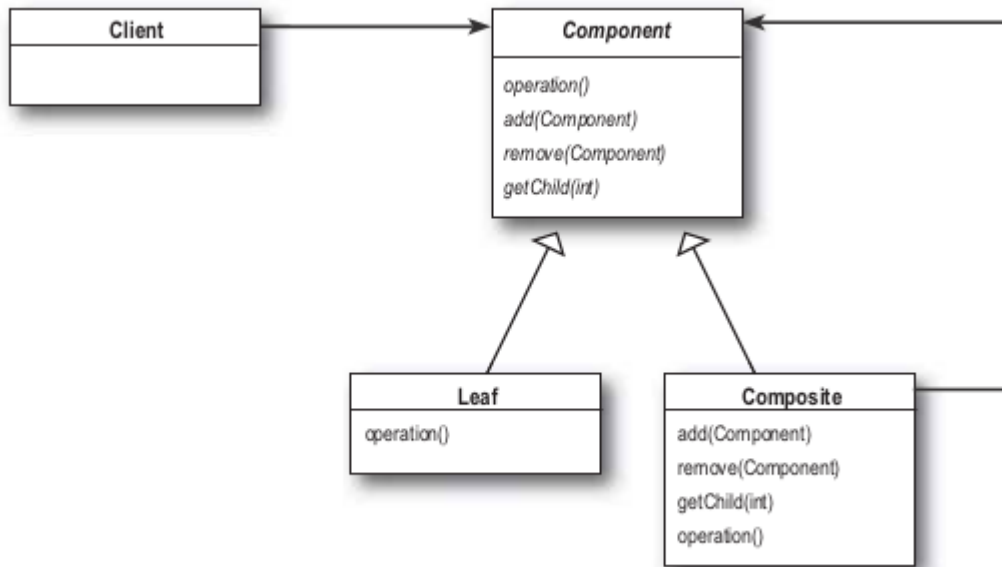 Client
Component
operation()
add(Component)
remove(Component)
getChild(int)
Leaf
operation()
Composite
add(Component)
remove(Component)
getChild(int)
operation()